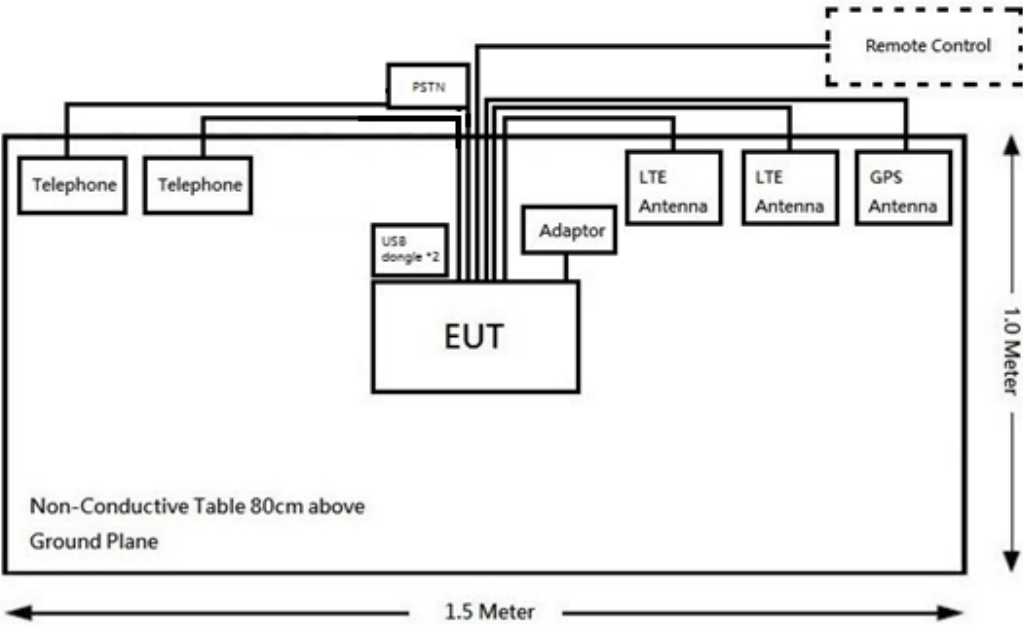 Remote Control
PSTN
Telephone
Telephone
LTE
Antenna
LTE
Antenna
GPS
Antenna
USB
dongle *2
Adaptor
EUT
1.0 Meter
Non-Conductive Table 80cm above
Ground Plane
1.5 Meter